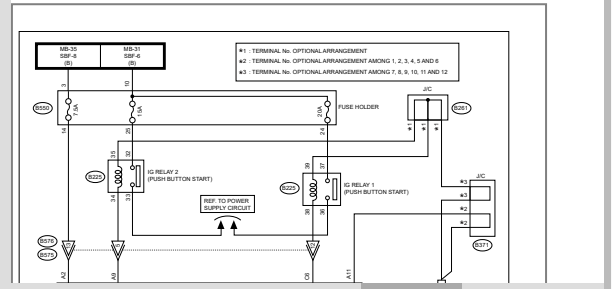 MB-35
SBF-8
(B)
MB-31
SBF-6
(B)
*1 : TERMINAL No. OPTIONAL ARRANGEMENT
*2 : TERMINAL No. OPTIONAL ARRANGEMENT AMONG 1, 2, 3, 4, 5 AND 6
*3 : TERMINAL No. OPTIONAL ARRANGEMENT AMONG 7, 8, 9, 10, 11 AND 12
3
10
J/C
B550
7.5A
15A
20A
FUSE HOLDER
B261
14
25
24
*1
*1
*1
35
32
39
37
B225
IG RELAY 2
(PUSH BUTTON START)
B225
IG RELAY 1
(PUSH BUTTON START)
J/C
*3
*3
*2
*2
34
33
REF. TO POWER
SUPPLY CIRCUIT
38
36
B576
B575
B371
A2
A9
C6
A11